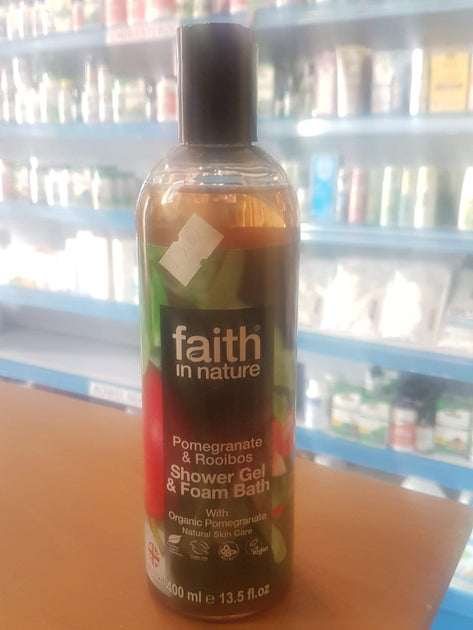 faith®
in nature
Pomegranate
& Rooibos
Shower Gel
& Foam Bath
With
Organic Pomegranate
Natural Skin Care
Vegan
400 ml e 13.5 fl.oz